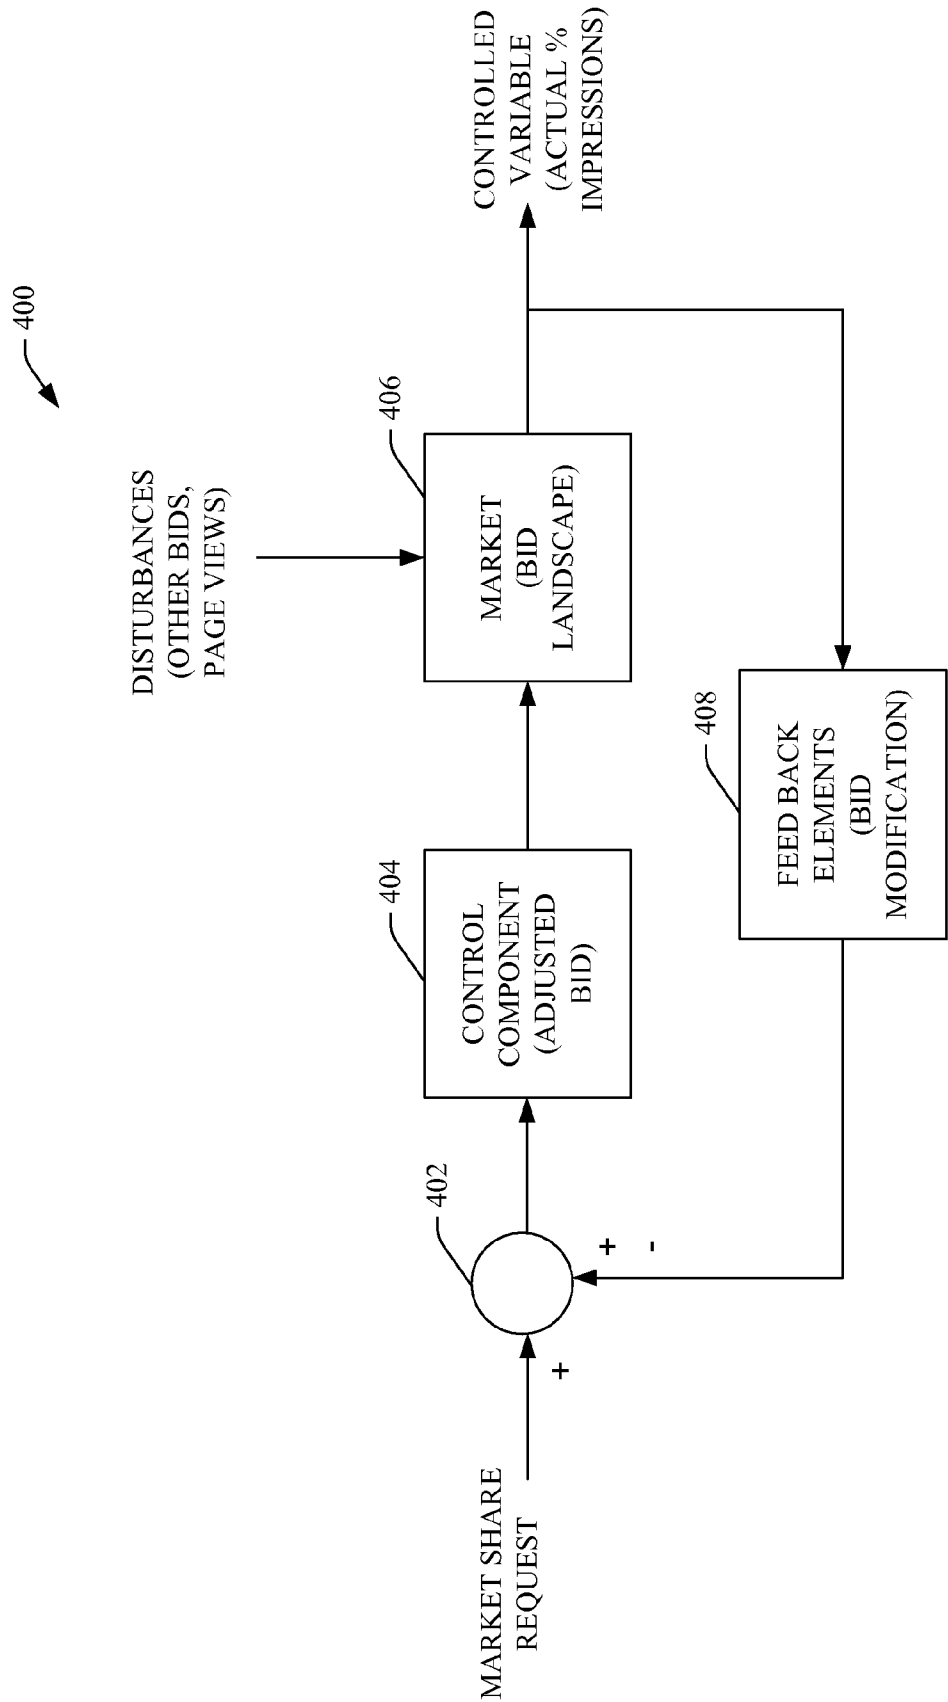 400
DISTURBANCES
(OTHER BIDS,
PAGE VIEWS)
MARKET SHARE
REQUEST
+
402
+
-
404
CONTROL
COMPONENT
(ADJUSTED
BID)
406
MARKET
(BID
LANDSCAPE)
CONTROLLED
VARIABLE
(ACTUAL %
IMPRESSIONS)
408
FEED BACK
ELEMENTS
(BID
MODIFICATION)